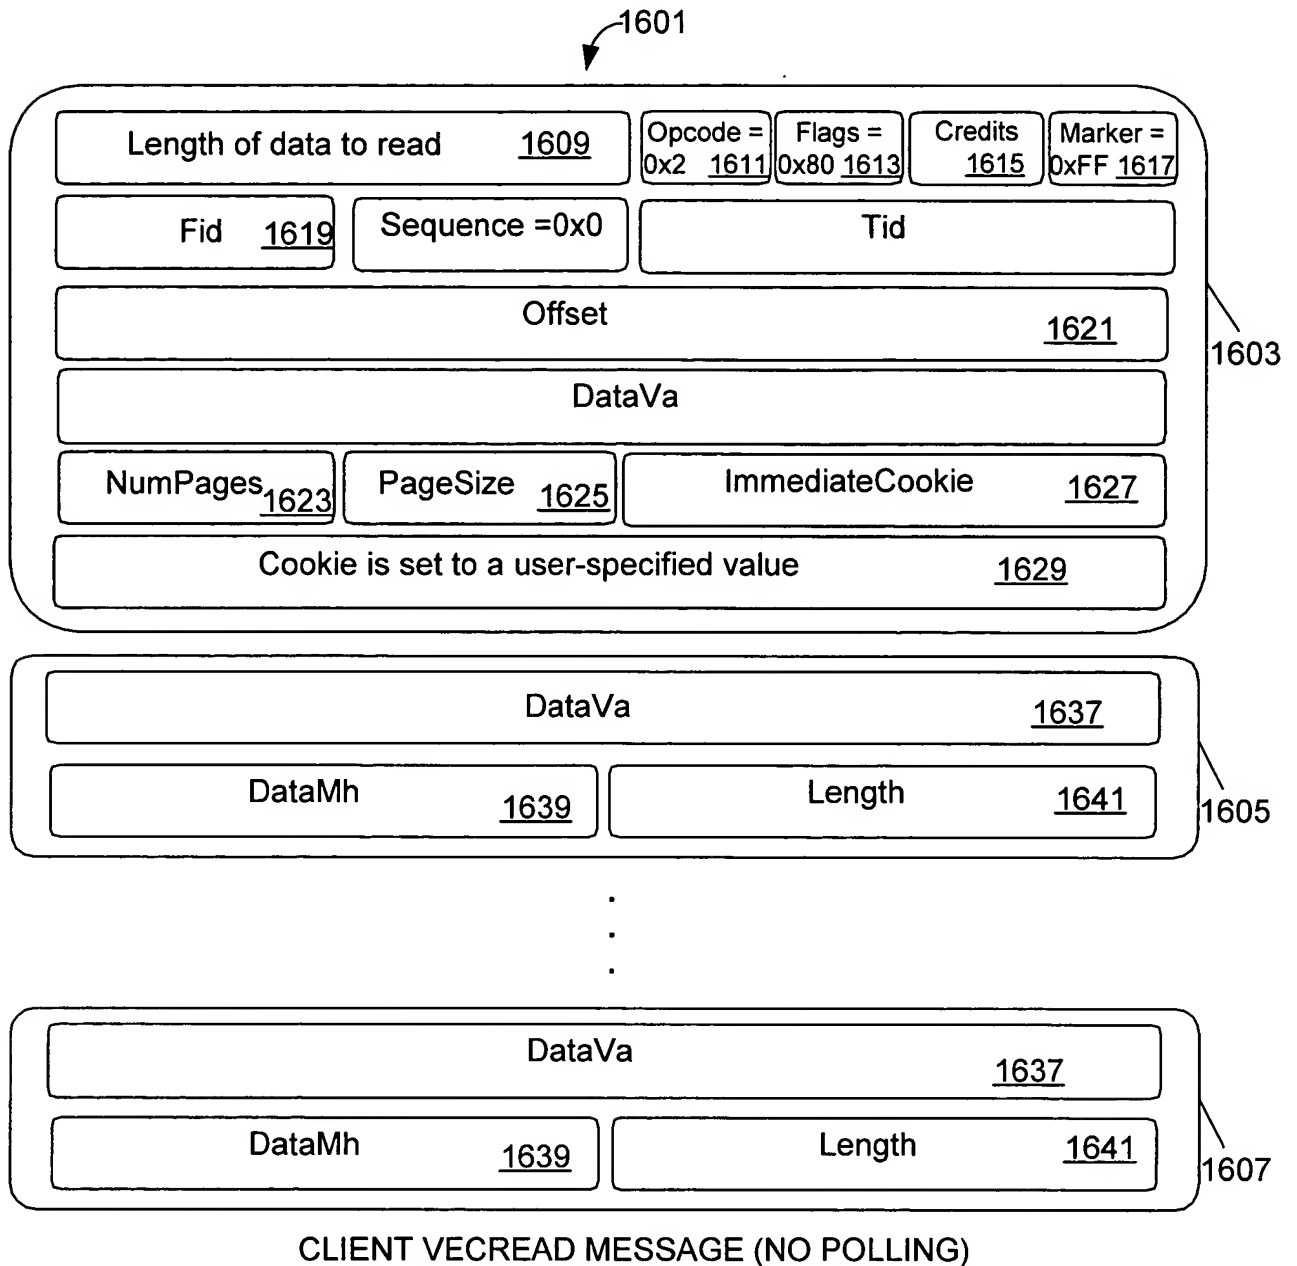 1601
Length of data to read 1609
Opcode =
0x2 1611
Flags =
0x80 1613
Credits
1615
Marker =
0xFF 1617
Fid 1619
Sequence =0x0
Tid
Offset 1621
1603
DataVa
NumPages 1623
PageSize 1625
ImmediateCookie 1627
Cookie is set to a user-specified value 1629
DataVa 1637
DataMh 1639
Length 1641
1605
.
.
.
DataVa 1637
DataMh 1639
Length 1641
1607
CLIENT VECREAD MESSAGE (NO POLLING)